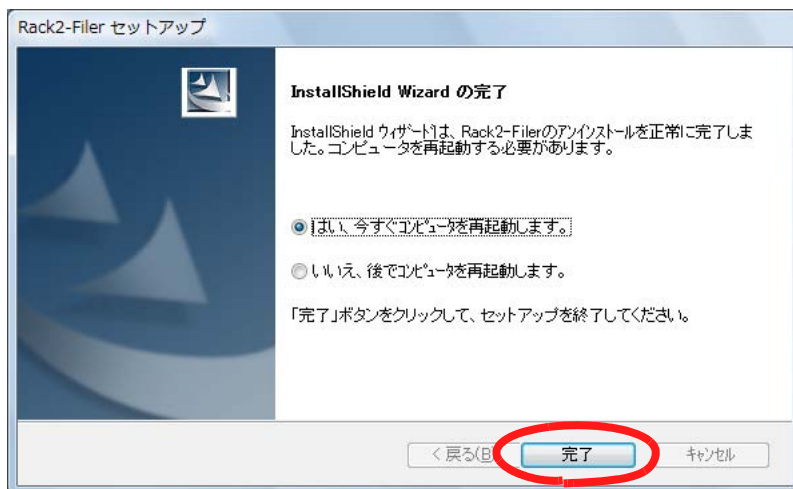 Rack2-Filer セットアップ
InstallShield Wizard の完了
InstallShield ウィザードは、Rack2-Filerのアンインストールを正常に完了しま
した。コンピュータを再起動する必要があります。
はい、今すぐコンピュータを再起動します。
いいえ、後でコンピュータを再起動します。
「完了」ボタンをクリックして、セットアップを終了してください。
< 戻る(B) 完了 キャンセル